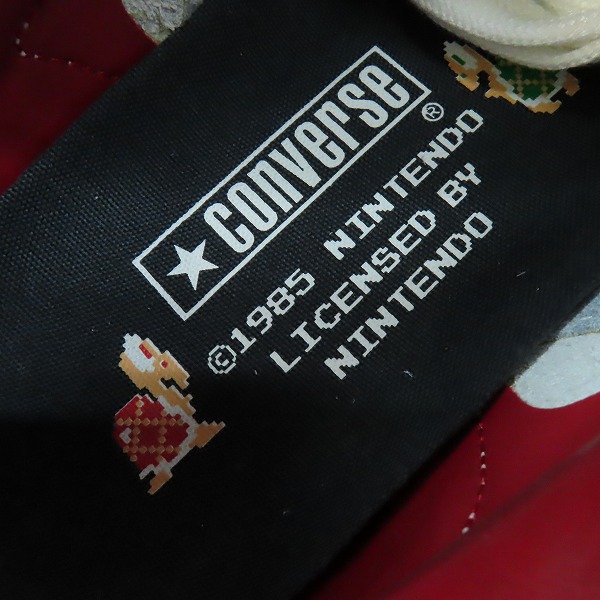 ★ CONVERSE ®
©1985 NINTENDO
LICENSED BY
NINTENDO